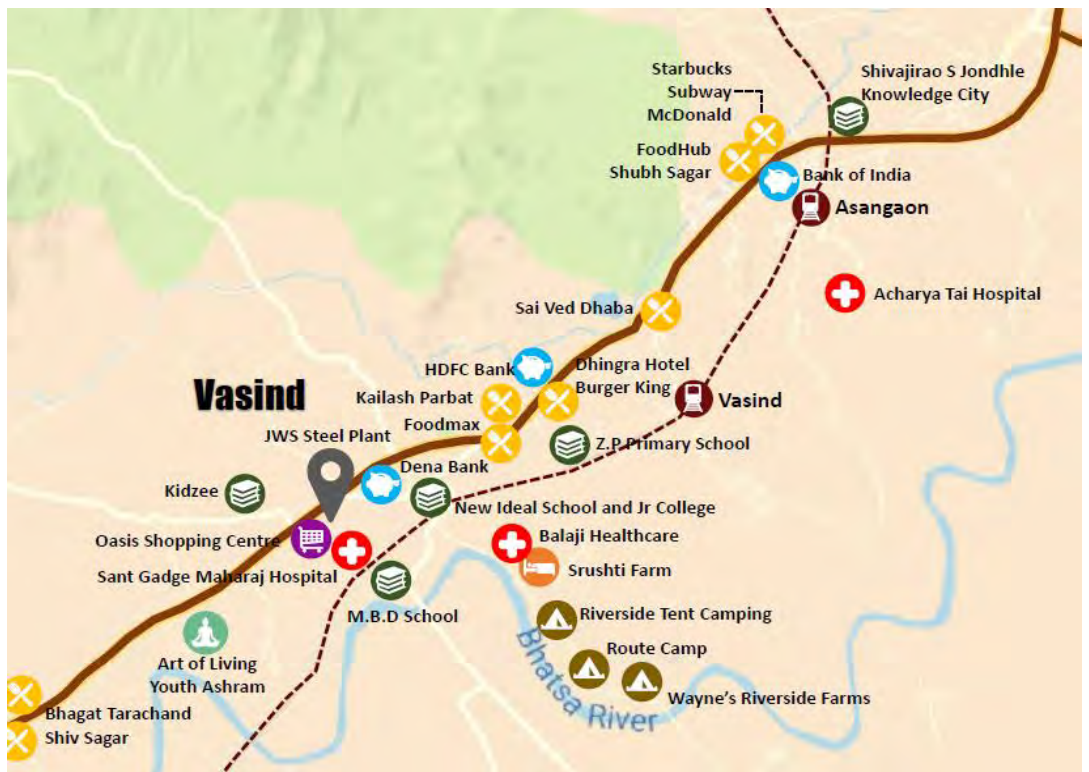 Starbucks
Subway
McDonald
Shivajirao S Jondhle
Knowledge City
FoodHub
Shubh Sagar
Bank of India
Asangaon
Acharya Tai Hospital
Sai Ved Dhaba
HDFC Bank
Dhingra Hotel
Burger King
Kailash Parbat
Vasind
Vasind
Foodmax
JWS Steel Plant
Z.P.Primary School
Dena Bank
Kidzee
New Ideal School and Jr College
Oasis Shopping Centre
Balaji Healthcare
Sant Gadge Maharaj Hospital
Srushti Farm
M.B.D School
Riverside Tent Camping
Route Camp
Bhatsa River
Art of Living
Youth Ashram
Wayne's Riverside Farms
Bhagat Tarachand
Shiv Sagar